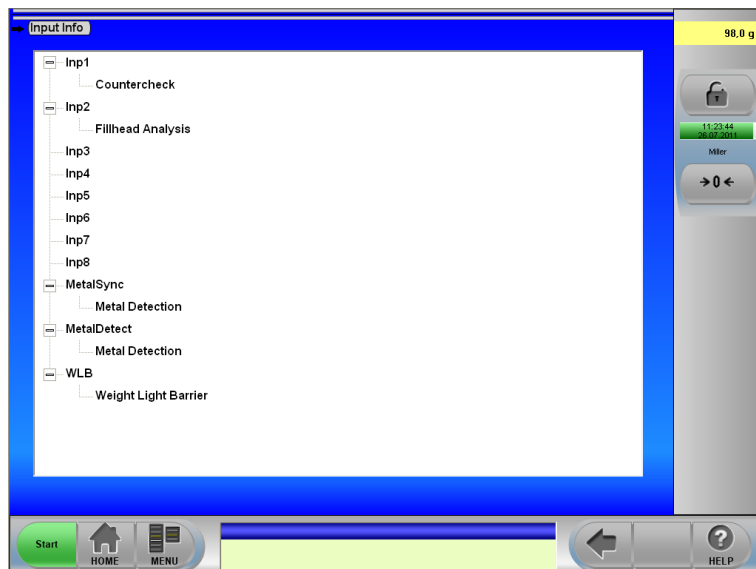 Input Info
98,0 g
Inp1
Countercheck
Inp2
Fillhead Analysis
Inp3
Inp4
Inp5
Inp6
Inp7
Inp8
MetalSync
Metal Detection
MetalDetect
Metal Detection
WLB
Weight Light Barrier
11:23:44
26.07.2011
Miller
→0←
Start
HOME
MENU
?
HELP